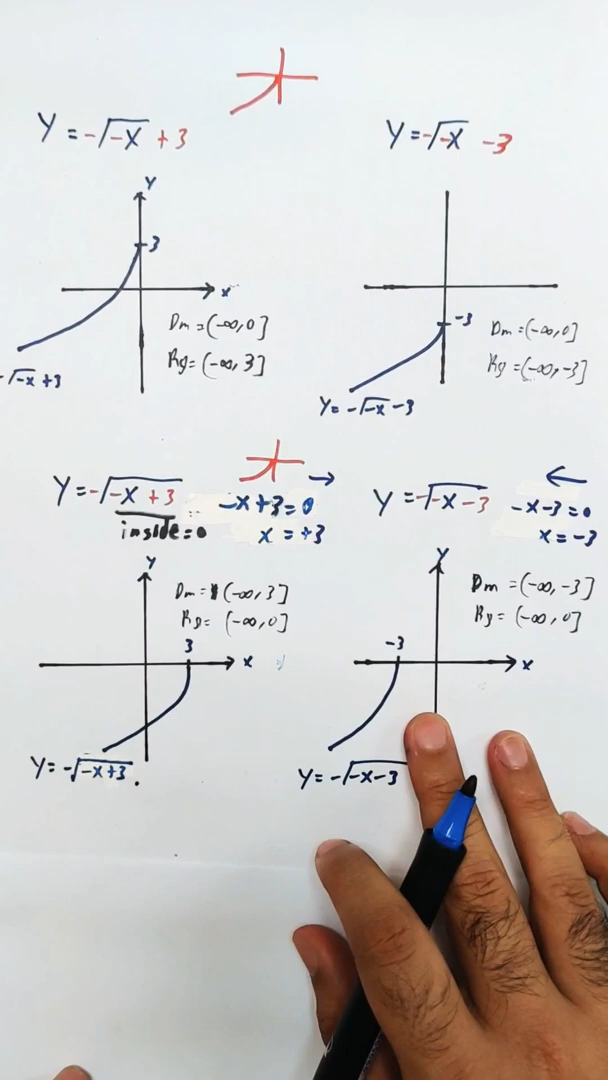 Y = -√-x + 3
Y
3
x
Dm = (-∞, 0]
Rg = (-∞, 3]
-√-x + 3
Y = -√-x - 3
-3
Dm = (-∞, 0]
Rg = (-∞, -3]
Y = -√-x - 3
Y = -√-x + 3
inside = 0
-x + 3 = 0
x = +3
Y
Dm = (-∞, 3]
Rg = (-∞, 0]
3
x
Y = -√-x + 3 .
Y = -√-x - 3
-x - 3 = 0
x = -3
Y
Dm = (-∞, -3]
Rg = (-∞, 0]
-3
x
Y = -√-x - 3